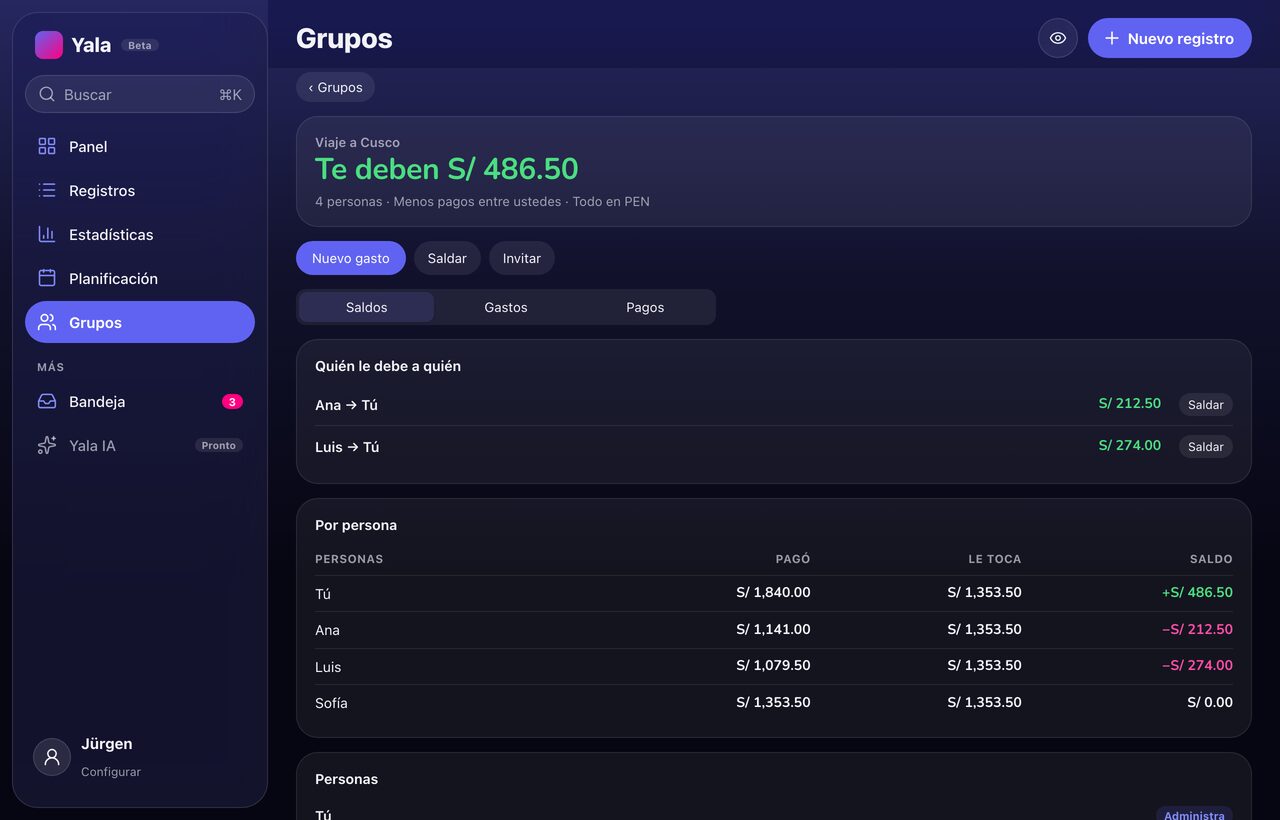 Yala Beta
Buscar ⌘K
Panel
Registros
Estadísticas
Planificación
Grupos
MÁS
Bandeja 3
Yala IA Pronto
Jürgen
Configurar
Grupos
+ Nuevo registro
‹ Grupos
Viaje a Cusco
Te deben S/ 486.50
4 personas · Menos pagos entre ustedes · Todo en PEN
Nuevo gasto Saldar Invitar
Saldos Gastos Pagos
Quién le debe a quién
Ana → Tú S/ 212.50 Saldar
Luis → Tú S/ 274.00 Saldar
Por persona
PERSONAS PAGÓ LE TOCA SALDO
Tú S/ 1,840.00 S/ 1,353.50 +S/ 486.50
Ana S/ 1,141.00 S/ 1,353.50 −S/ 212.50
Luis S/ 1,079.50 S/ 1,353.50 −S/ 274.00
Sofía S/ 1,353.50 S/ 1,353.50 S/ 0.00
Personas
Tú Administra